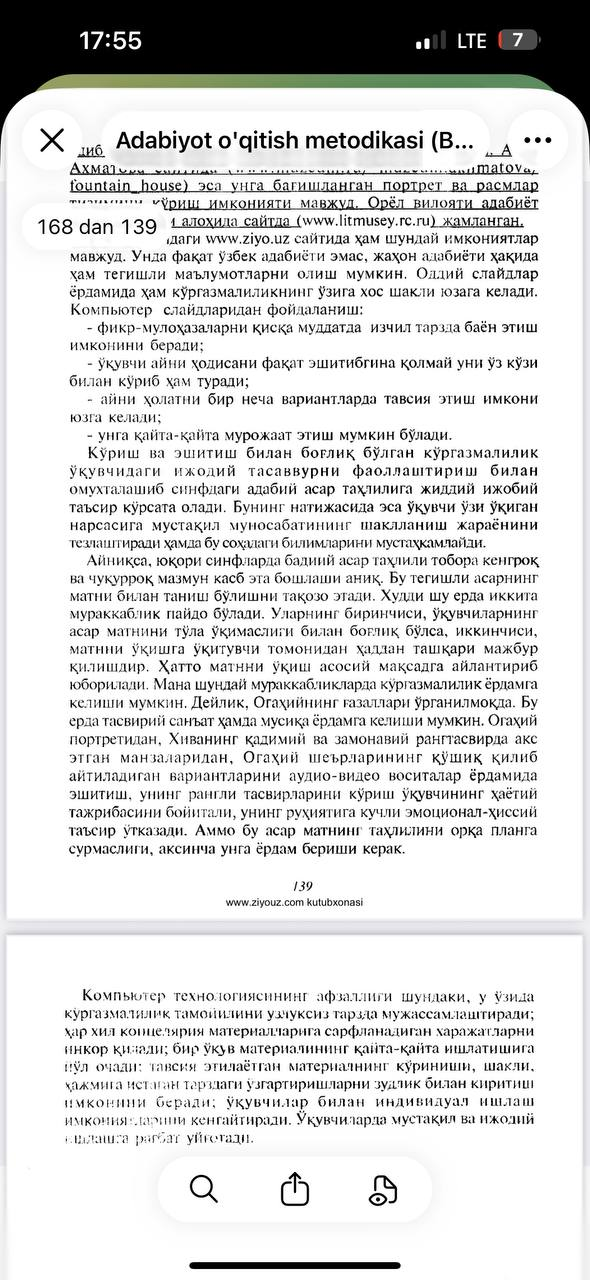 17:55
LTE 7
Adabiyot o'qitish metodikasi (B...
fountain_house) эса унга бағишланган портрет ва расмлар
кўриш имконияти мавжуд. Орёл вилояти адабиёт
168 dan 139
алоҳида сайтда (www.litmusey.rc.ru) жамланган.
www.ziyo.uz сайтида ҳам шундай имкониятлар
мавжуд. Унда фақат ўзбек адабиёти эмас, жаҳон адабиёти ҳақида
ҳам тегишли маълумотларни олиш мумкин. Оддий слайдлар
ёрдамида ҳам кўргазмалиликнинг ўзига хос шакли юзага келади.
Компьютер слайдларидан фойдаланиш:
- фикр-мулоҳазаларни қисқа муддатда изчил тарзда баён этиш
имконини беради;
- ўқувчи айни ҳодисани фақат эшитибгина қолмай уни ўз кўзи
билан кўриб ҳам туради;
- айни ҳолатни бир неча вариантларда тавсия этиш имкони
юзга келади;
- унга қайта-қайта мурожаат этиш мумкин бўлади.
Кўриш ва эшитиш билан боғлиқ бўлган кўргазмалилик
ўқувчидаги ижодий тасаввурни фаоллаштириш билан
омухталашиб синфдаги адабий асар таҳлилига жиддий ижобий
таъсир кўрсата олади. Бунинг натижасида эса ўқувчи ўзи ўқиган
нарсасига мустақил муносабатининг шаклланиш жараёнини
тезлаштиради ҳамда бу соҳадаги билимларини мустаҳкамлайди.
Айниқса, юқори синфларда бадиий асар таҳлили тобора кенгроқ
ва чуқурроқ мазмун касб эта бошлаши аниқ. Бу тегишли асарнинг
матни билан таниш бўлишни тақозо этади. Худди шу ерда иккита
мураккаблик пайдо бўлади. Уларнинг биринчиси, ўқувчиларнинг
асар матнини тўла ўқимаслиги билан боғлиқ бўлса, иккинчиси,
матнни ўқишга ўқитувчи томонидан ҳаддан ташқари мажбур
қилишдир. Ҳатто матнни ўқиш асосий мақсадга айлантириб
юборилади. Мана шундай мураккабликларда кўргазмалилик ёрдамга
келиши мумкин. Дейлик, Огаҳийнинг ғазаллари ўрганилмоқда. Бу
ерда тасвирий санъат ҳамда мусиқа ёрдамга келиши мумкин. Огаҳий
портретидан, Хиванинг қадимий ва замонавий рангтасвирда акс
этган манзаларидан, Огаҳий шеърларининг қўшиқ қилиб
айтиладиган вариантларини аудио-видео воситалар ёрдамида
эшитиш, унинг рангли тасвирларини кўриш ўқувчининг ҳаётий
тажрибасини бойитали, унинг руҳиятига кучли эмоционал-ҳиссий
таъсир ўтказади. Аммо бу асар матнинг таҳлилини орқа планга
сурмаслиги, аксинча унга ёрдам бериши керак.
139
www.ziyouz.com kutubxonasi
Компьютер технологиясининг афзаллиги шундаки, у ўзида
кўргазмалилик тамойилини узлуксиз тарзда мужассамлаштиради;
ҳар хил концелярия материалларига сарфланадиган харажатларни
инкор қилади; бир ўқув материалининг қайта-қайта ишлатишига
йўл очади; тавсия этилаётган материалнинг кўриниши, шакли,
ҳажмига истаган тарздаги ўзгартиришларни зудлик билан киритиш
имконини беради; ўқувчилар билан индивидуал ишлаш
имкониятларини кенгайтиради. Ўқувчиларда мустақил ва ижодий
ишлашга рағбат уйғотади.